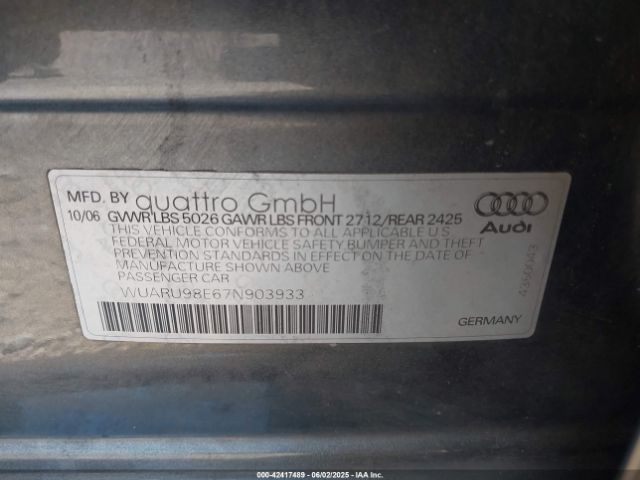 MFD. BY quattro GmbH
10/06 GVWR LBS 5026 GAWR LBS FRONT 2712/REAR 2425
THIS VEHICLE CONFORMS TO ALL APPLICABLE U S
FEDERAL MOTOR VEHICLE SAFETY BUMPER AND THEFT
PREVENTION STANDARDS IN EFFECT ON THE DATE OF
MANUFACTURE SHOWN ABOVE
PASSENGER CAR
WUARU98E67N903933
Audi
4350043
GERMANY
000-42417489 - 06/02/2025 - IAA Inc.